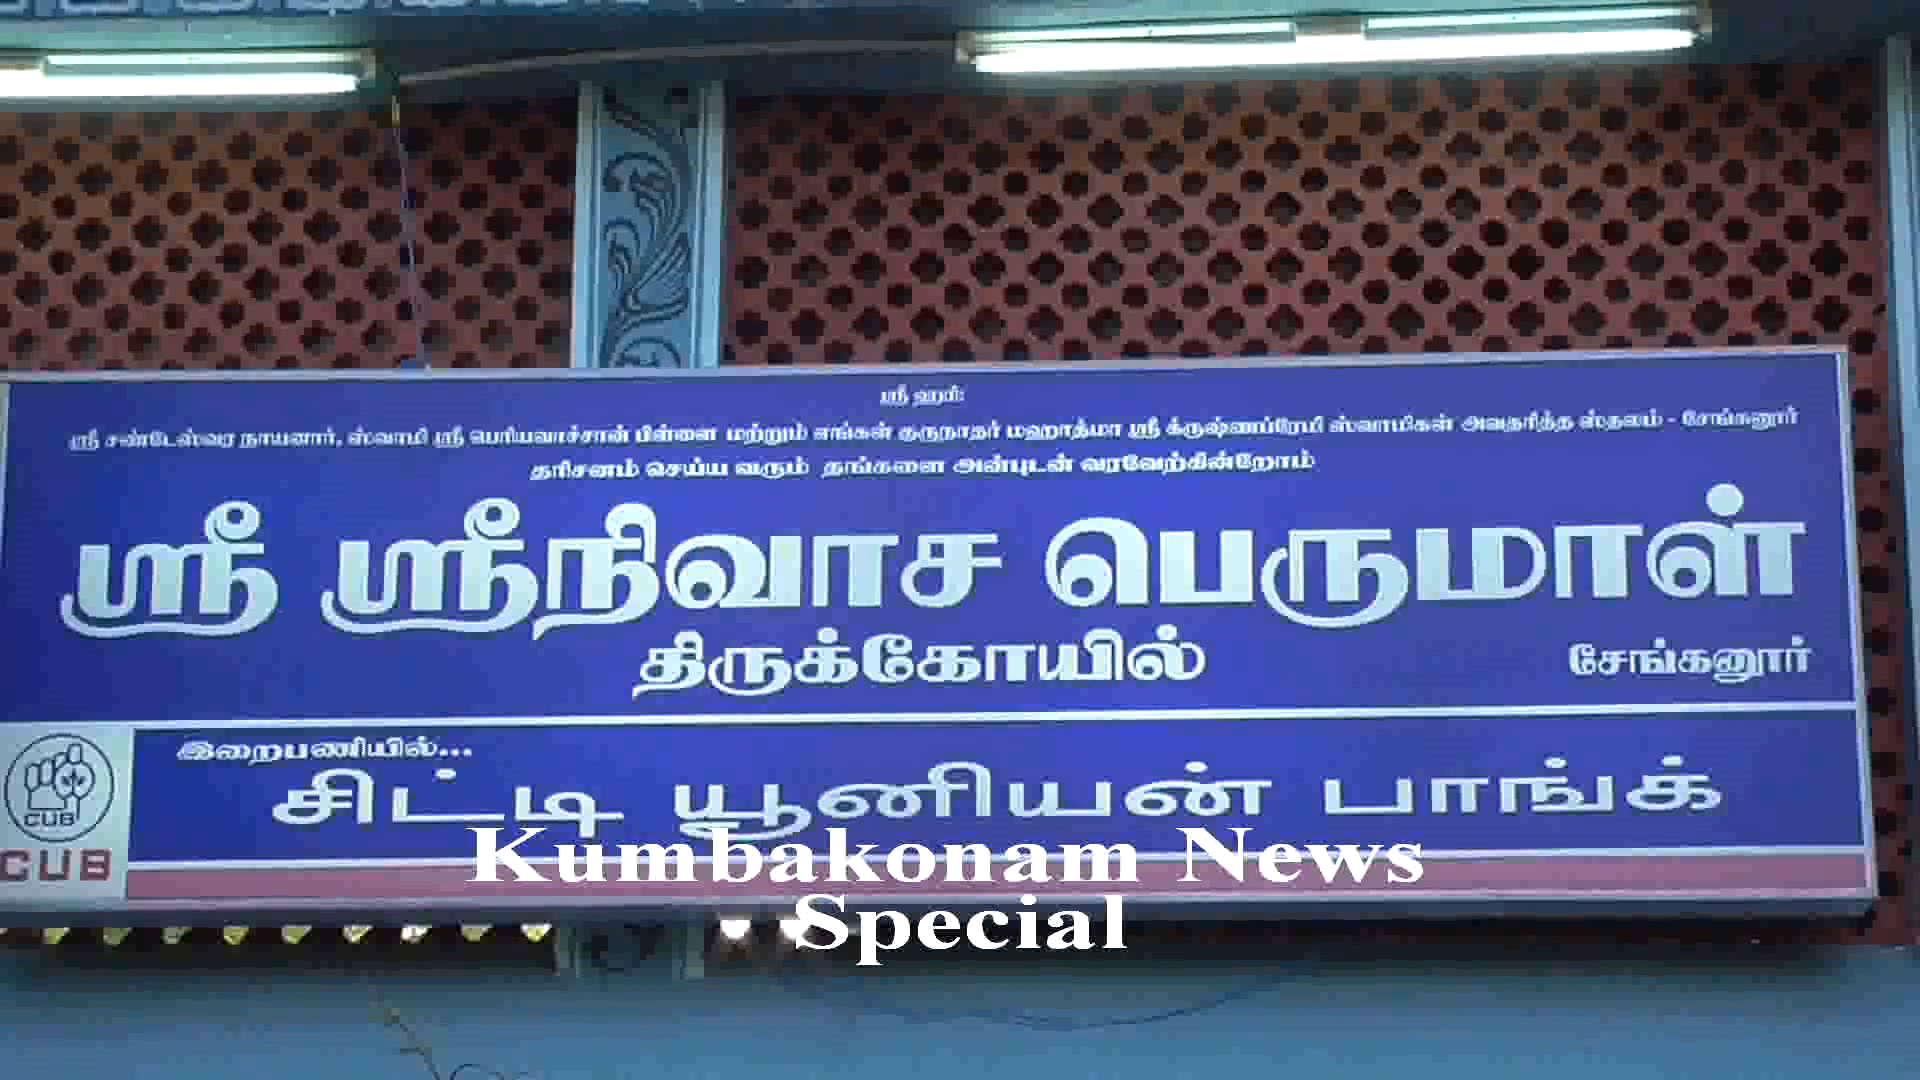 ஸ்ரீ ஹரி:
ஸ்ரீ சண்டேஸ்வர நாயனார், ஸ்வாமி ஸ்ரீ பெரியவாச்சான் பிள்ளை மற்றும் எங்கள் குருநாதர் மஹாத்மா ஸ்ரீ க்ருஷ்ணப்ரேமி ஸ்வாமிகள் அவதரித்த ஸ்தலம் - சேங்கனூர்
தரிசனம் செய்ய வரும் தங்களை அன்புடன் வரவேற்கின்றோம்
ஸ்ரீ ஸ்ரீநிவாச பெருமாள்
திருக்கோயில்
சேங்கனூர்
இறைபணியில்...
சிட்டி யூனியன் பாங்க்
CUB
CUB
Kumbakonam News
Special